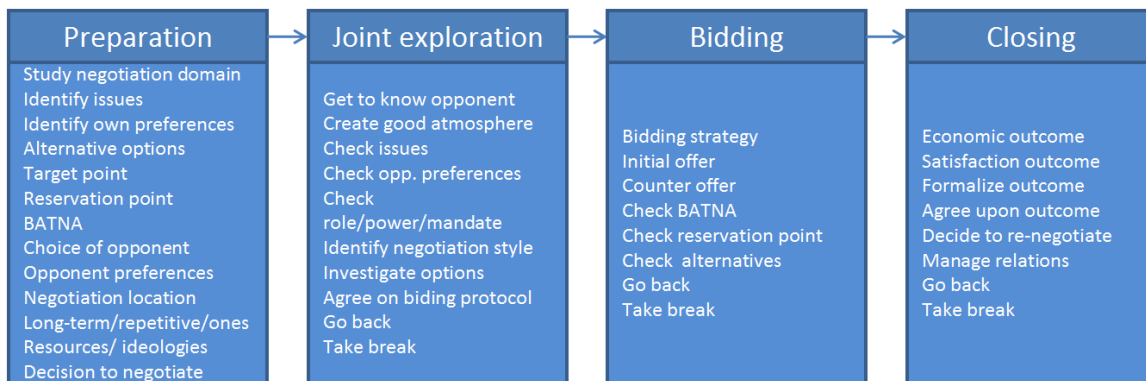 Preparation
Study negotiation domain
Identify issues
Identify own preferences
Alternative options
Target point
Reservation point
BATNA
Choice of opponent
Opponent preferences
Negotiation location
Long-term/repetitive/ones
Resources/ ideologies
Decision to negotiate
Joint exploration
Get to know opponent
Create good atmosphere
Check issues
Check opp. preferences
Check
role/power/mandate
Identify negotiation style
Investigate options
Agree on biding protocol
Go back
Take break
Bidding
Bidding strategy
Initial offer
Counter offer
Check BATNA
Check reservation point
Check  alternatives
Go back
Take break
Closing
Economic outcome
Satisfaction outcome
Formalize outcome
Agree upon outcome
Decide to re-negotiate
Manage relations
Go back
Take break